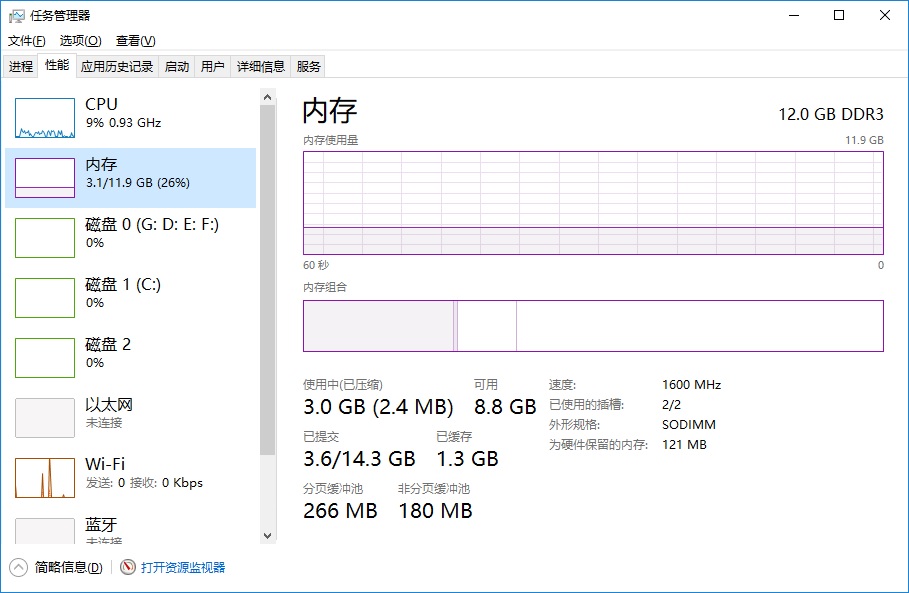 任务管理器
文件(F) 选项(O) 查看(V)
进程 性能 应用历史记录 启动 用户 详细信息 服务
CPU
9% 0.93 GHz
内存
3.1/11.9 GB (26%)
磁盘 0 (G: D: E: F:)
0%
磁盘 1 (C:)
0%
磁盘 2
0%
以太网
未连接
Wi-Fi
发送: 0 接收: 0 Kbps
蓝牙
未连接
内存
12.0 GB DDR3
内存使用量
11.9 GB
60 秒
0
内存组合
使用中(已压缩)
3.0 GB (2.4 MB)
可用
8.8 GB
已提交
3.6/14.3 GB
已缓存
1.3 GB
分页缓冲池
266 MB
非分页缓冲池
180 MB
速度: 1600 MHz
已使用的插槽: 2/2
外形规格: SODIMM
为硬件保留的内存: 121 MB
简略信息(D)
打开资源监视器